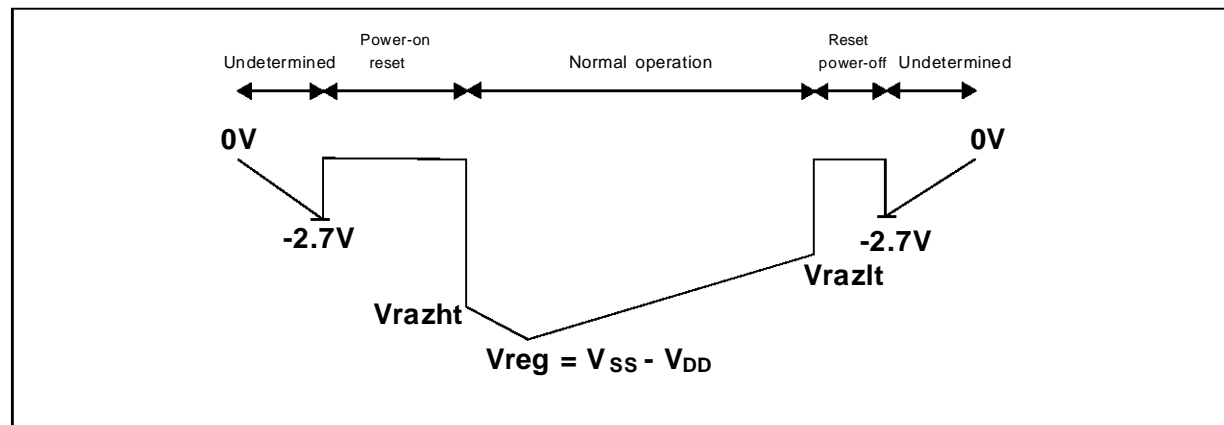 Undetermined
Power-on
reset
Normal operation
Reset
power-off
Undetermined
0V
0V
-2.7V
-2.7V
Vrazlt
Vrazht
Vreg = VSS - VDD